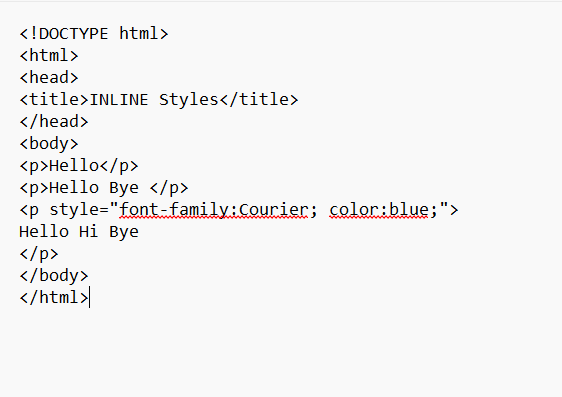 <!DOCTYPE html>
<html>
<head>
<title>INLINE Styles</title>
</head>
<body>
<p>Hello</p>
<p>Hello Bye </p>
<p style="font-family:Courier; color:blue;">
Hello Hi Bye
</p>
</body>
</html>